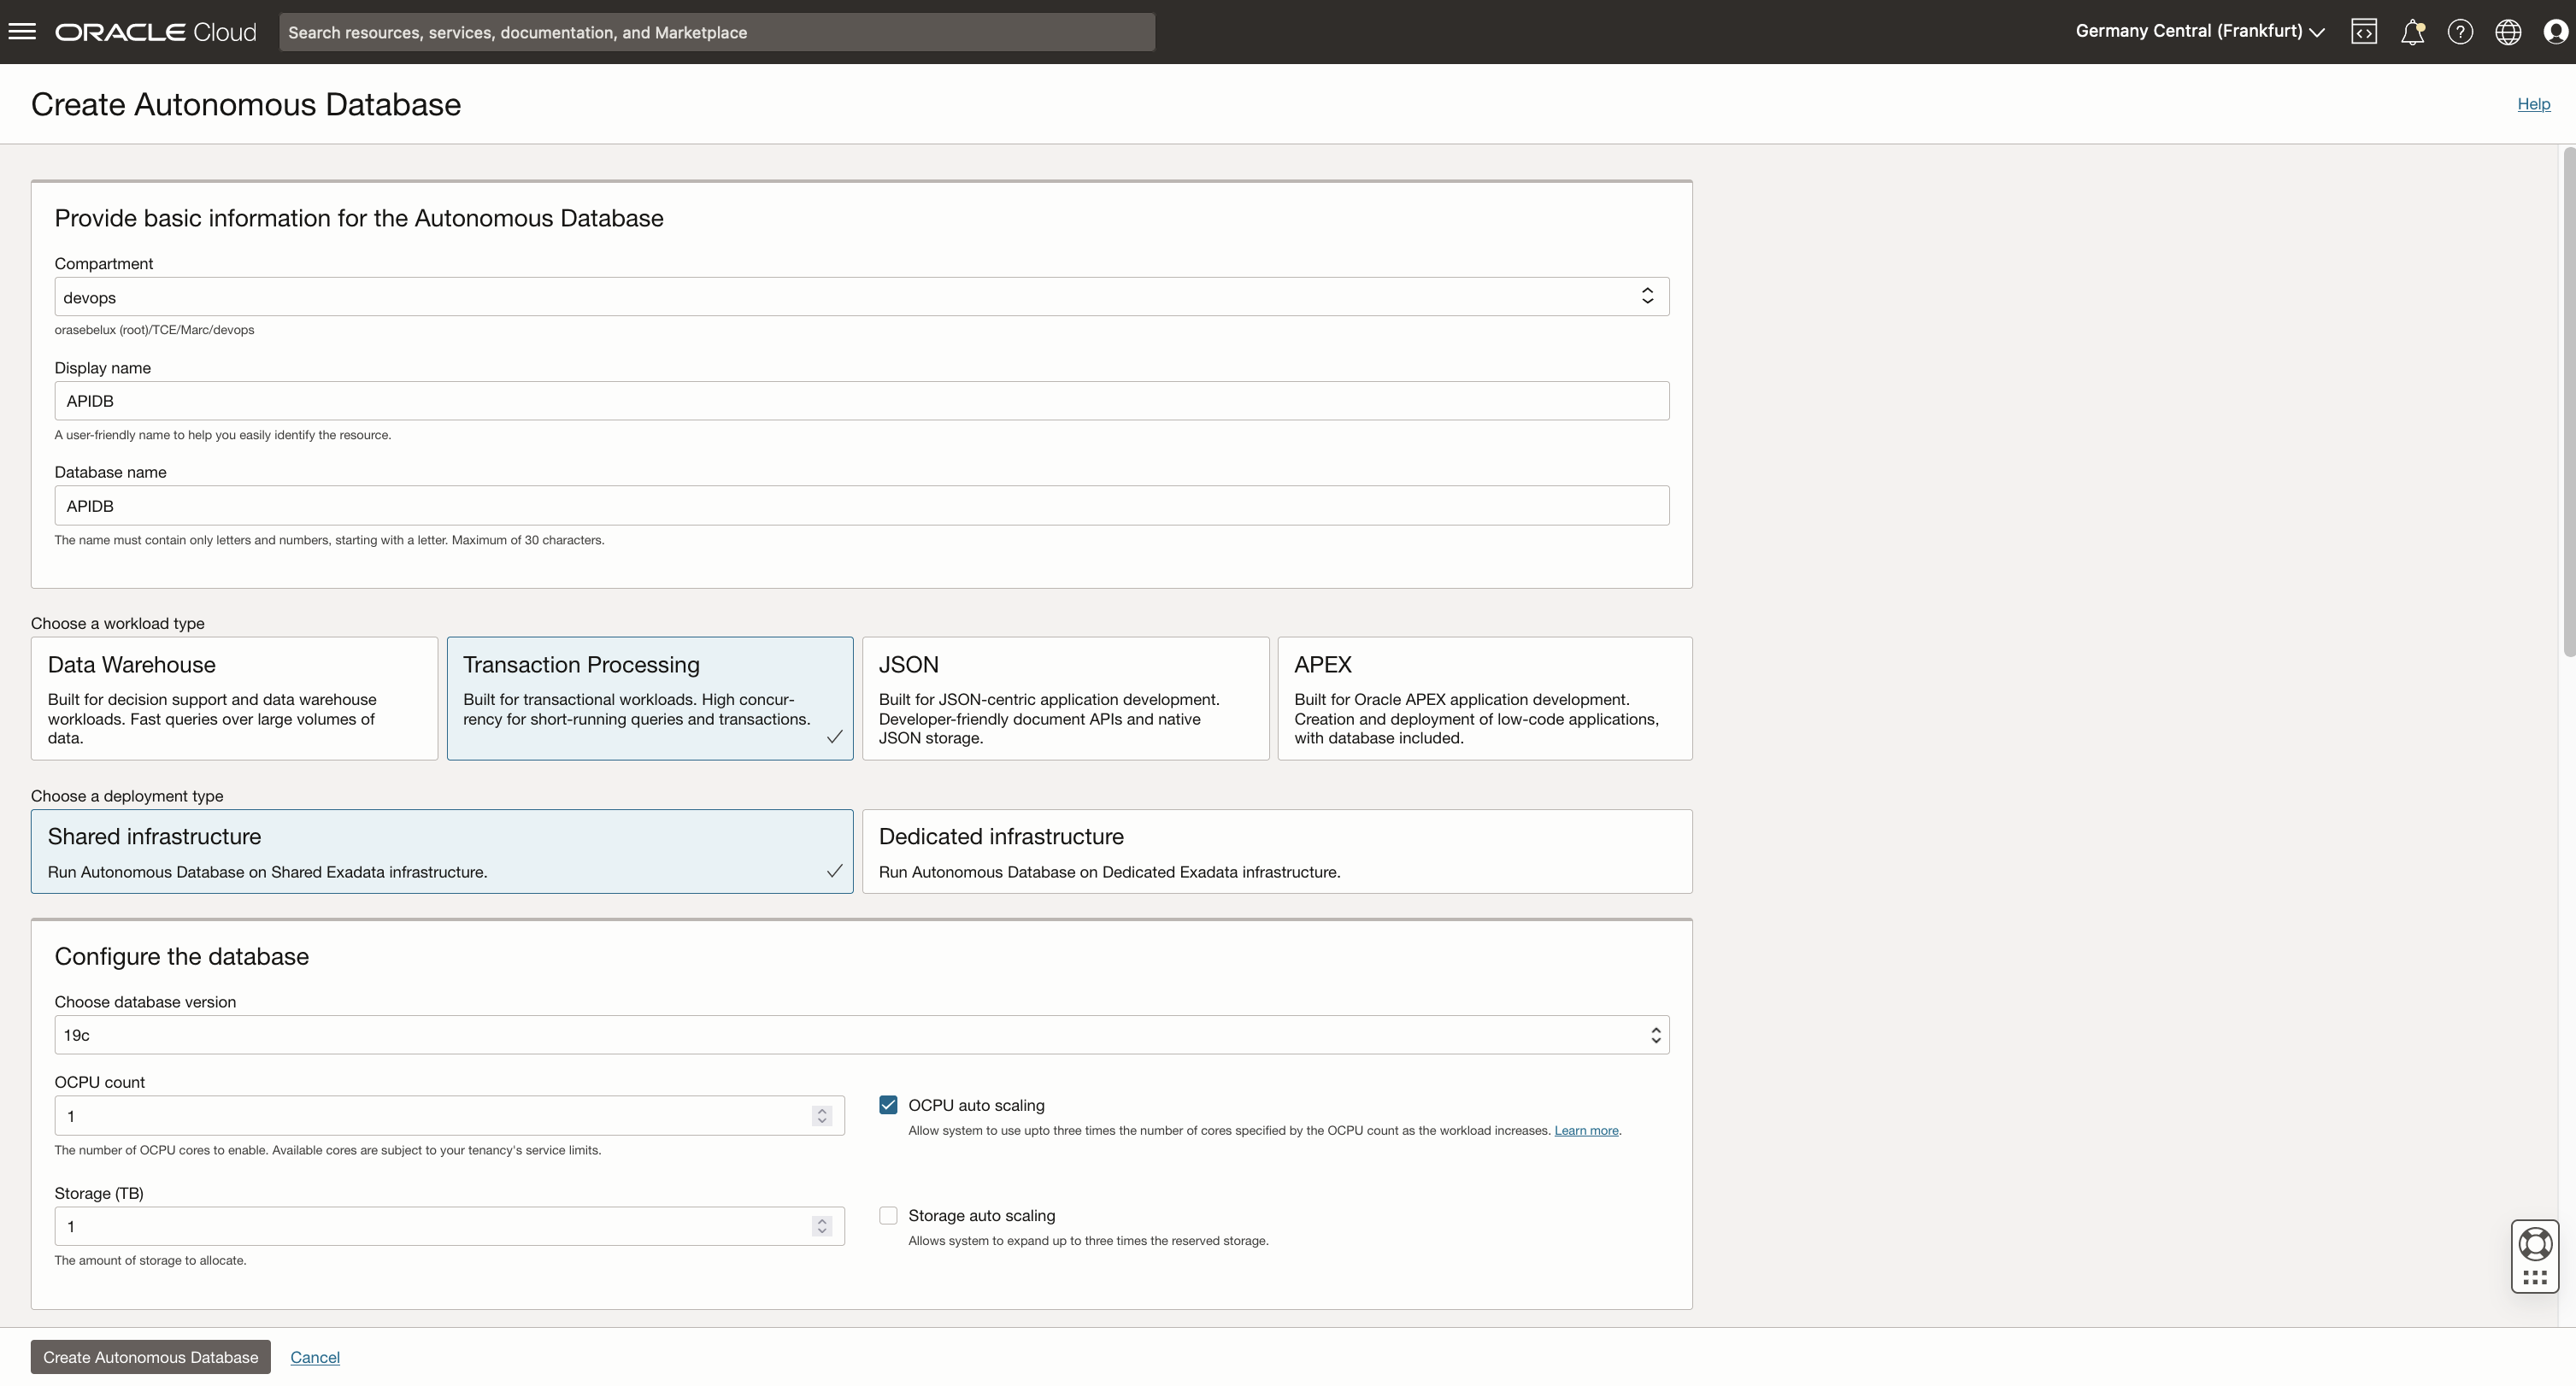 ORACLE Cloud
Search resources, services, documentation, and Marketplace
Germany Central (Frankfurt)
Create Autonomous Database
Help
Provide basic information for the Autonomous Database
Compartment
devops
orasebelux (root)/TCE/Marc/devops
Display name
APIDB
A user-friendly name to help you easily identify the resource.
Database name
APIDB
The name must contain only letters and numbers, starting with a letter. Maximum of 30 characters.
Choose a workload type
Data Warehouse
Built for decision support and data warehouse
workloads. Fast queries over large volumes of
data.
Transaction Processing
Built for transactional workloads. High concur-
rency for short-running queries and transactions.
JSON
Built for JSON-centric application development.
Developer-friendly document APIs and native
JSON storage.
APEX
Built for Oracle APEX application development.
Creation and deployment of low-code applications,
with database included.
Choose a deployment type
Shared infrastructure
Run Autonomous Database on Shared Exadata infrastructure.
Dedicated infrastructure
Run Autonomous Database on Dedicated Exadata infrastructure.
Configure the database
Choose database version
19c
OCPU count
1
The number of OCPU cores to enable. Available cores are subject to your tenancy's service limits.
OCPU auto scaling
Allow system to use upto three times the number of cores specified by the OCPU count as the workload increases. Learn more.
Storage (TB)
1
The amount of storage to allocate.
Storage auto scaling
Allows system to expand up to three times the reserved storage.
Create Autonomous Database
Cancel